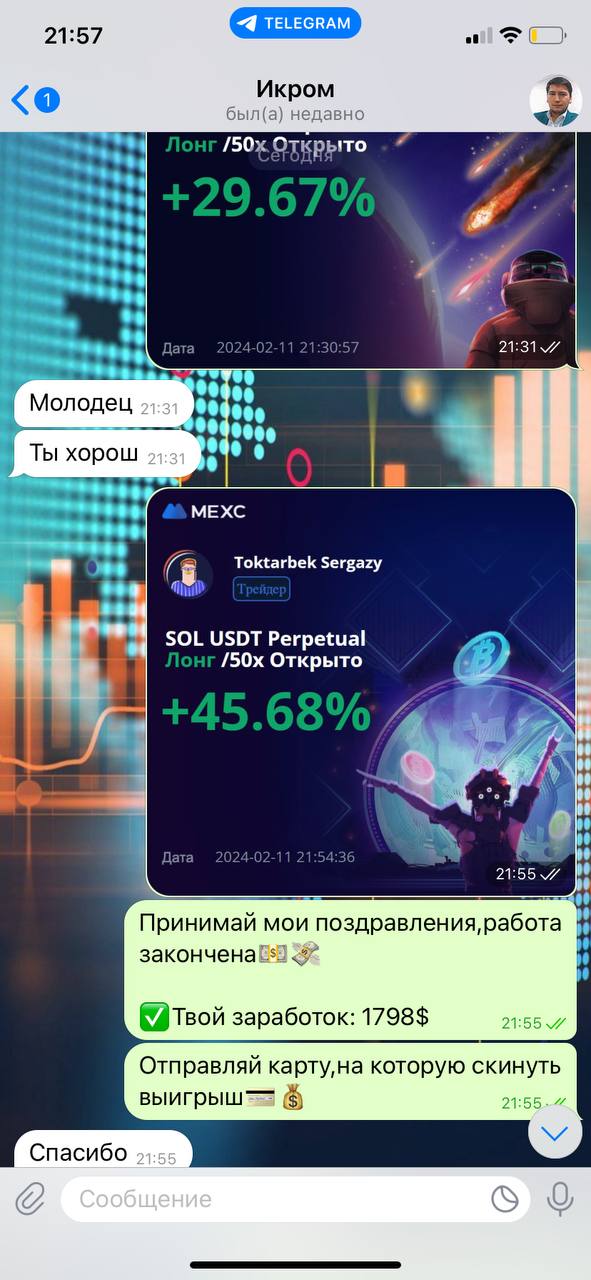 21:57
TELEGRAM
1
Икром
был(а) недавно
Лонг /50x Открыто
Сегодня
+29.67%
Дата 2024-02-11 21:30:57
21:31
Молодец 21:31
Ты хорош 21:31
MEXC
Toktarbek Sergazy
Трейдер
SOL USDT Perpetual
Лонг /50x Открыто
+45.68%
Дата 2024-02-11 21:54:36
21:55
Принимай мои поздравления,работа
закончена💵💸
✅Твой заработок: 1798$
21:55
Отправляй карту,на которую скинуть
выигрыш💳💰
21:55
Спасибо 21:55
Сообщение